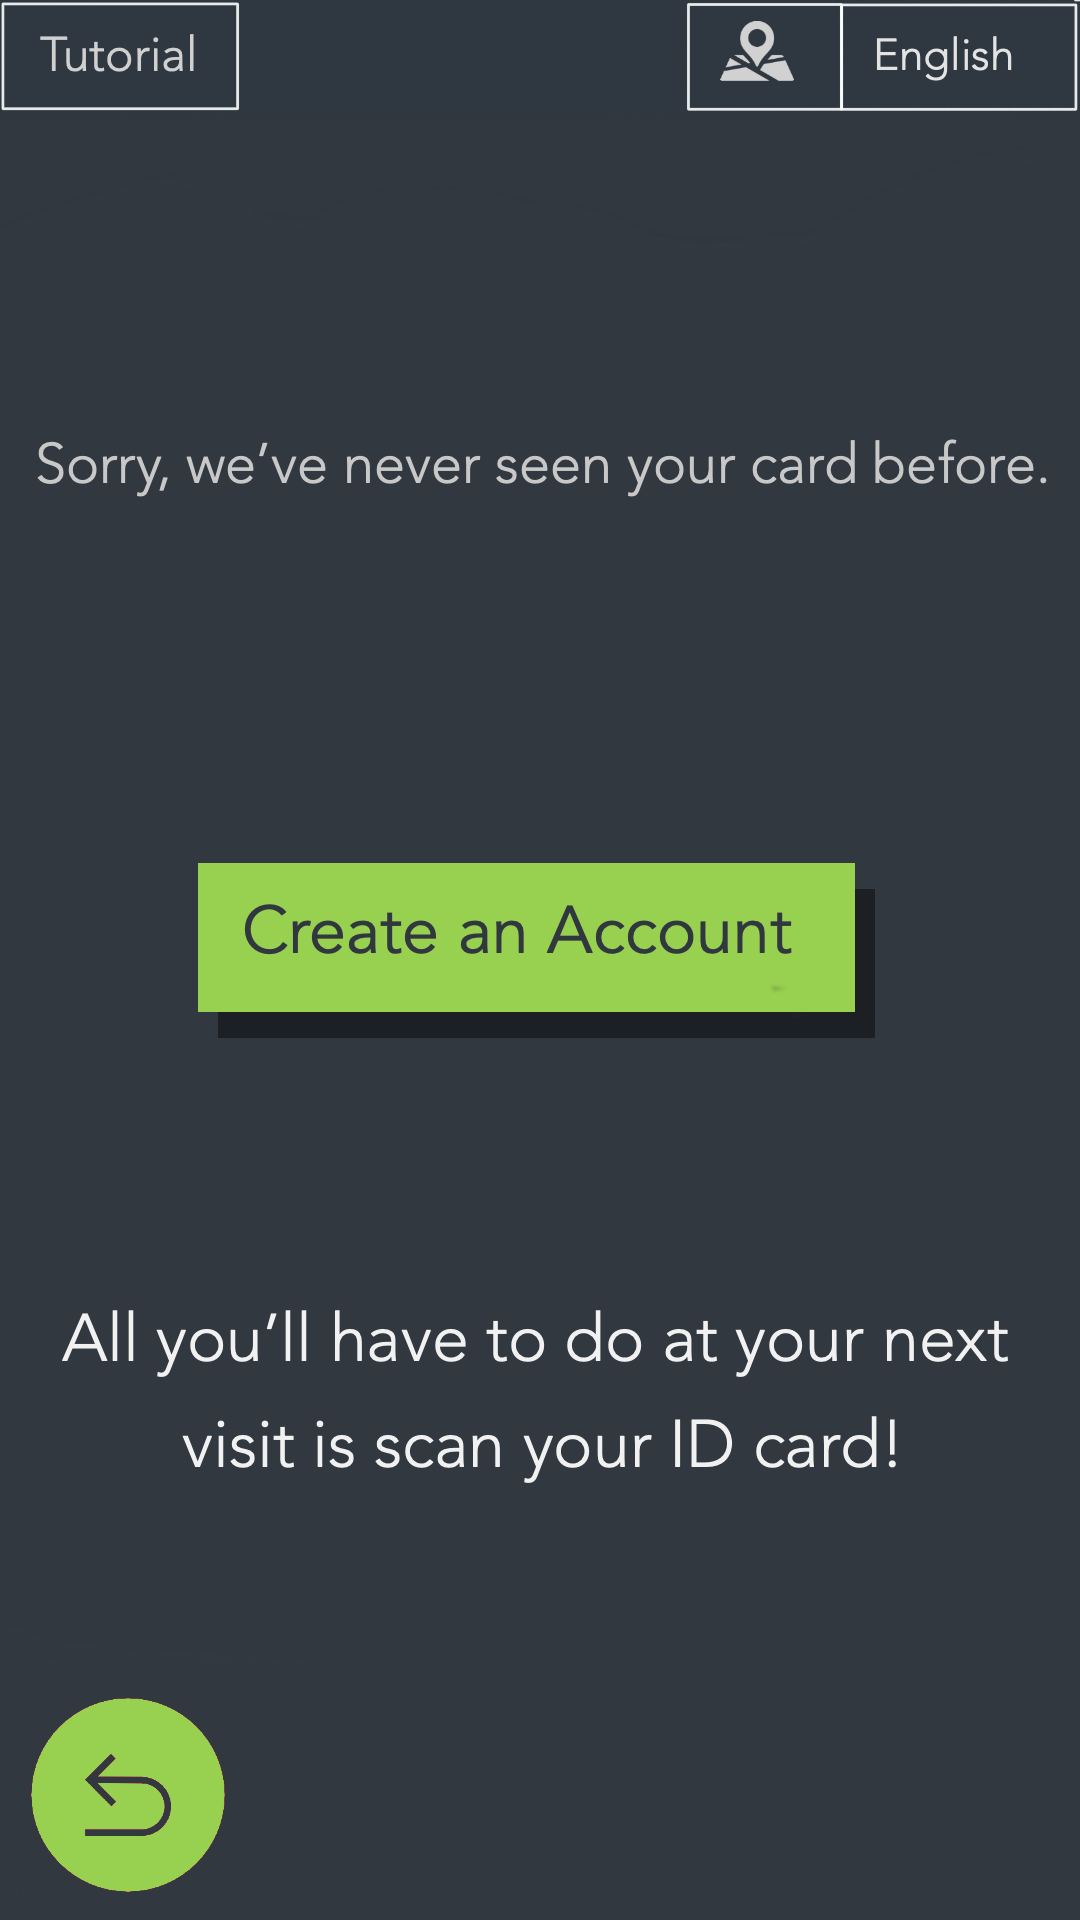 Tutorial
English
Sorry, we’ve never seen your card before.
Create an Account
All you’ll have to do at your next
visit is scan your ID card!